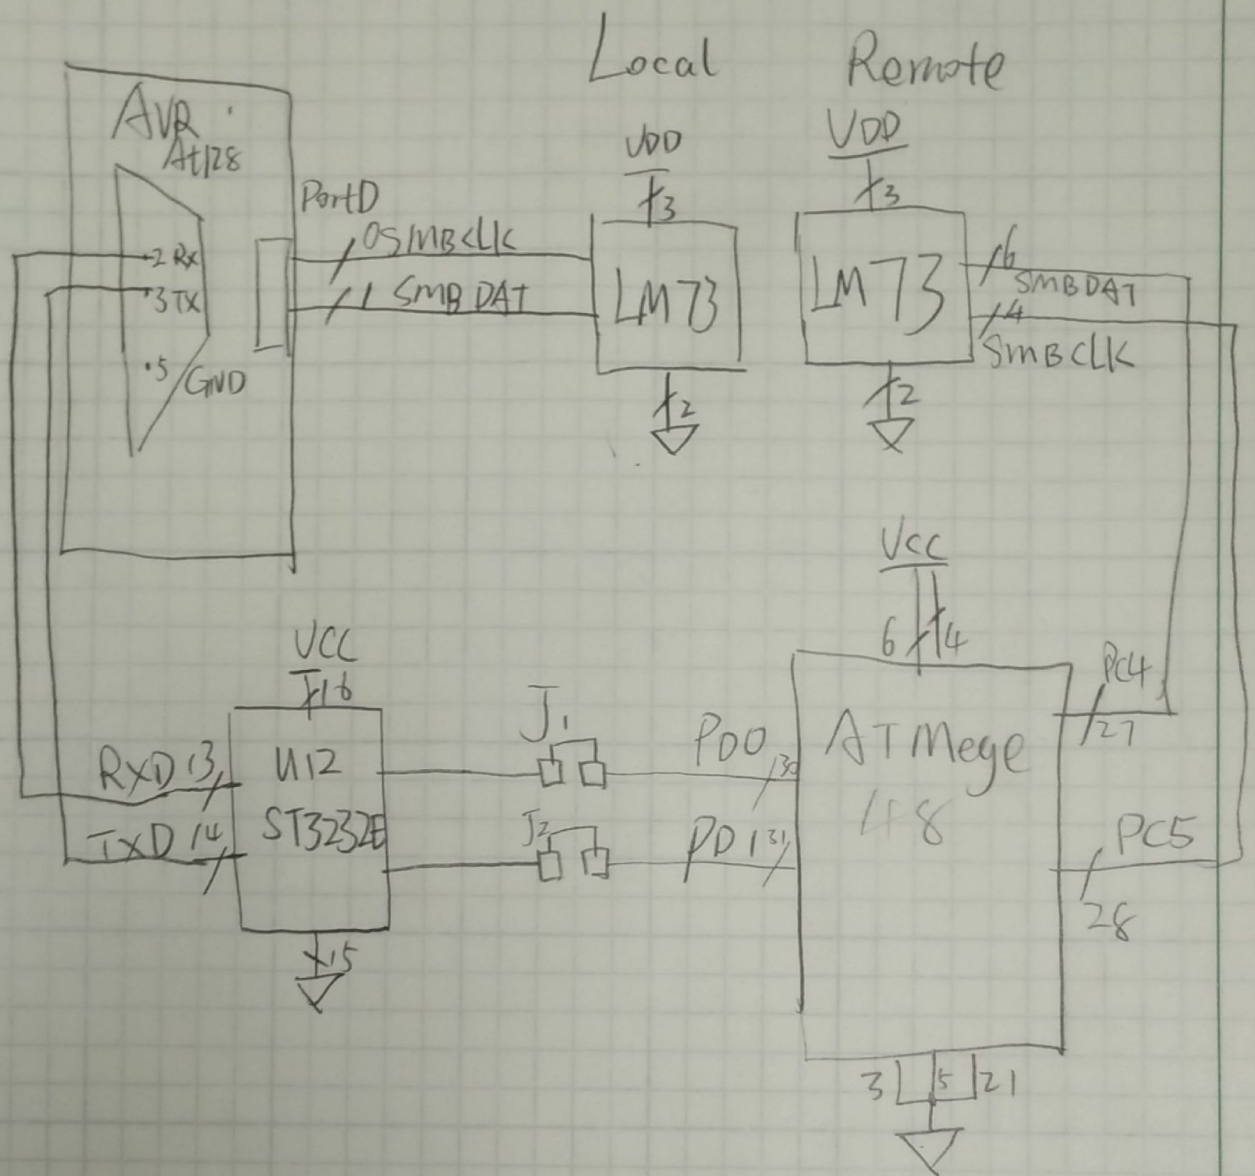 Local
Remote
AVR
At128
VDD
3
VDD
3
PortD
2 Rx
3 TX
.5
GND
0 SMBCLK
1 SMB DAT
LM73
2
LM73
2
6
SMBDAT
4
SMBCLK
VCC
6
4
VCC
16
RXD 13
TXD 14
U12
ST3232E
15
J1
J2
PD0 30
PD1 31
ATMege
48
PC4
27
PC5
28
3
5
21